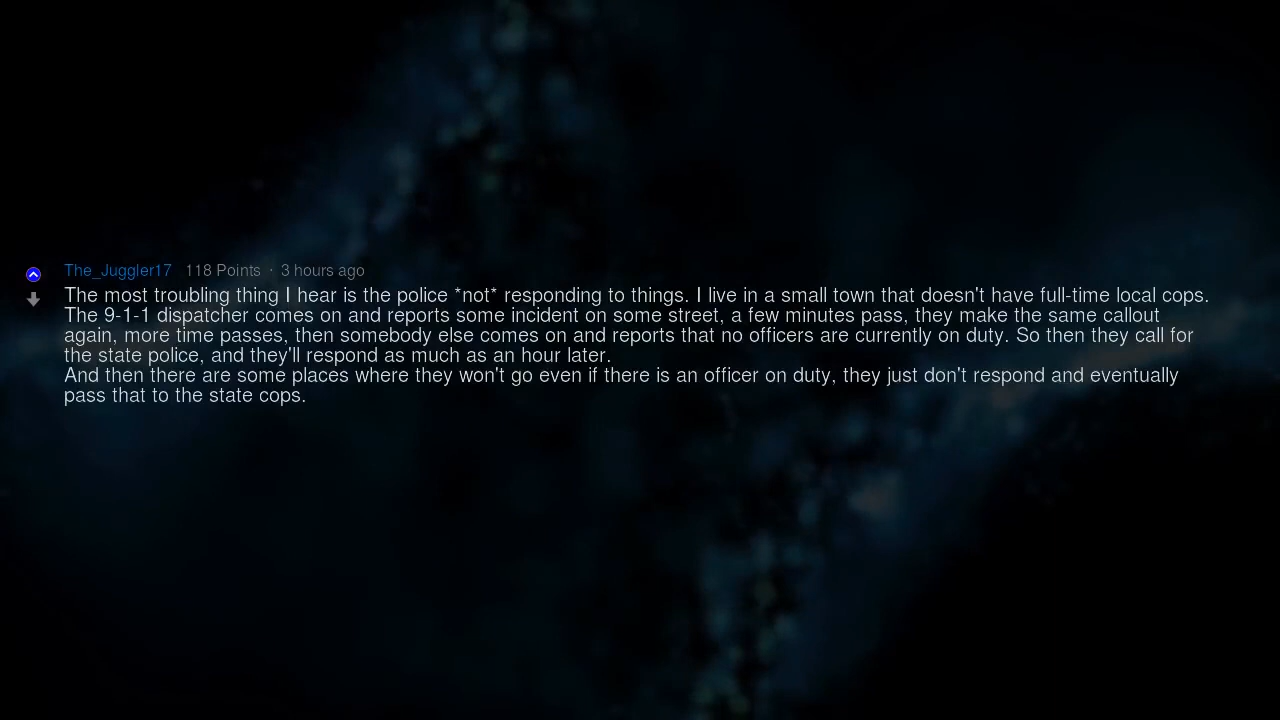 The_Juggler17 118 Points · 3 hours ago
The most troubling thing I hear is the police *not* responding to things. I live in a small town that doesn't have full-time local cops.
The 9-1-1 dispatcher comes on and reports some incident on some street, a few minutes pass, they make the same callout
again, more time passes, then somebody else comes on and reports that no officers are currently on duty. So then they call for
the state police, and they'll respond as much as an hour later.
And then there are some places where they won't go even if there is an officer on duty, they just don't respond and eventually
pass that to the state cops.